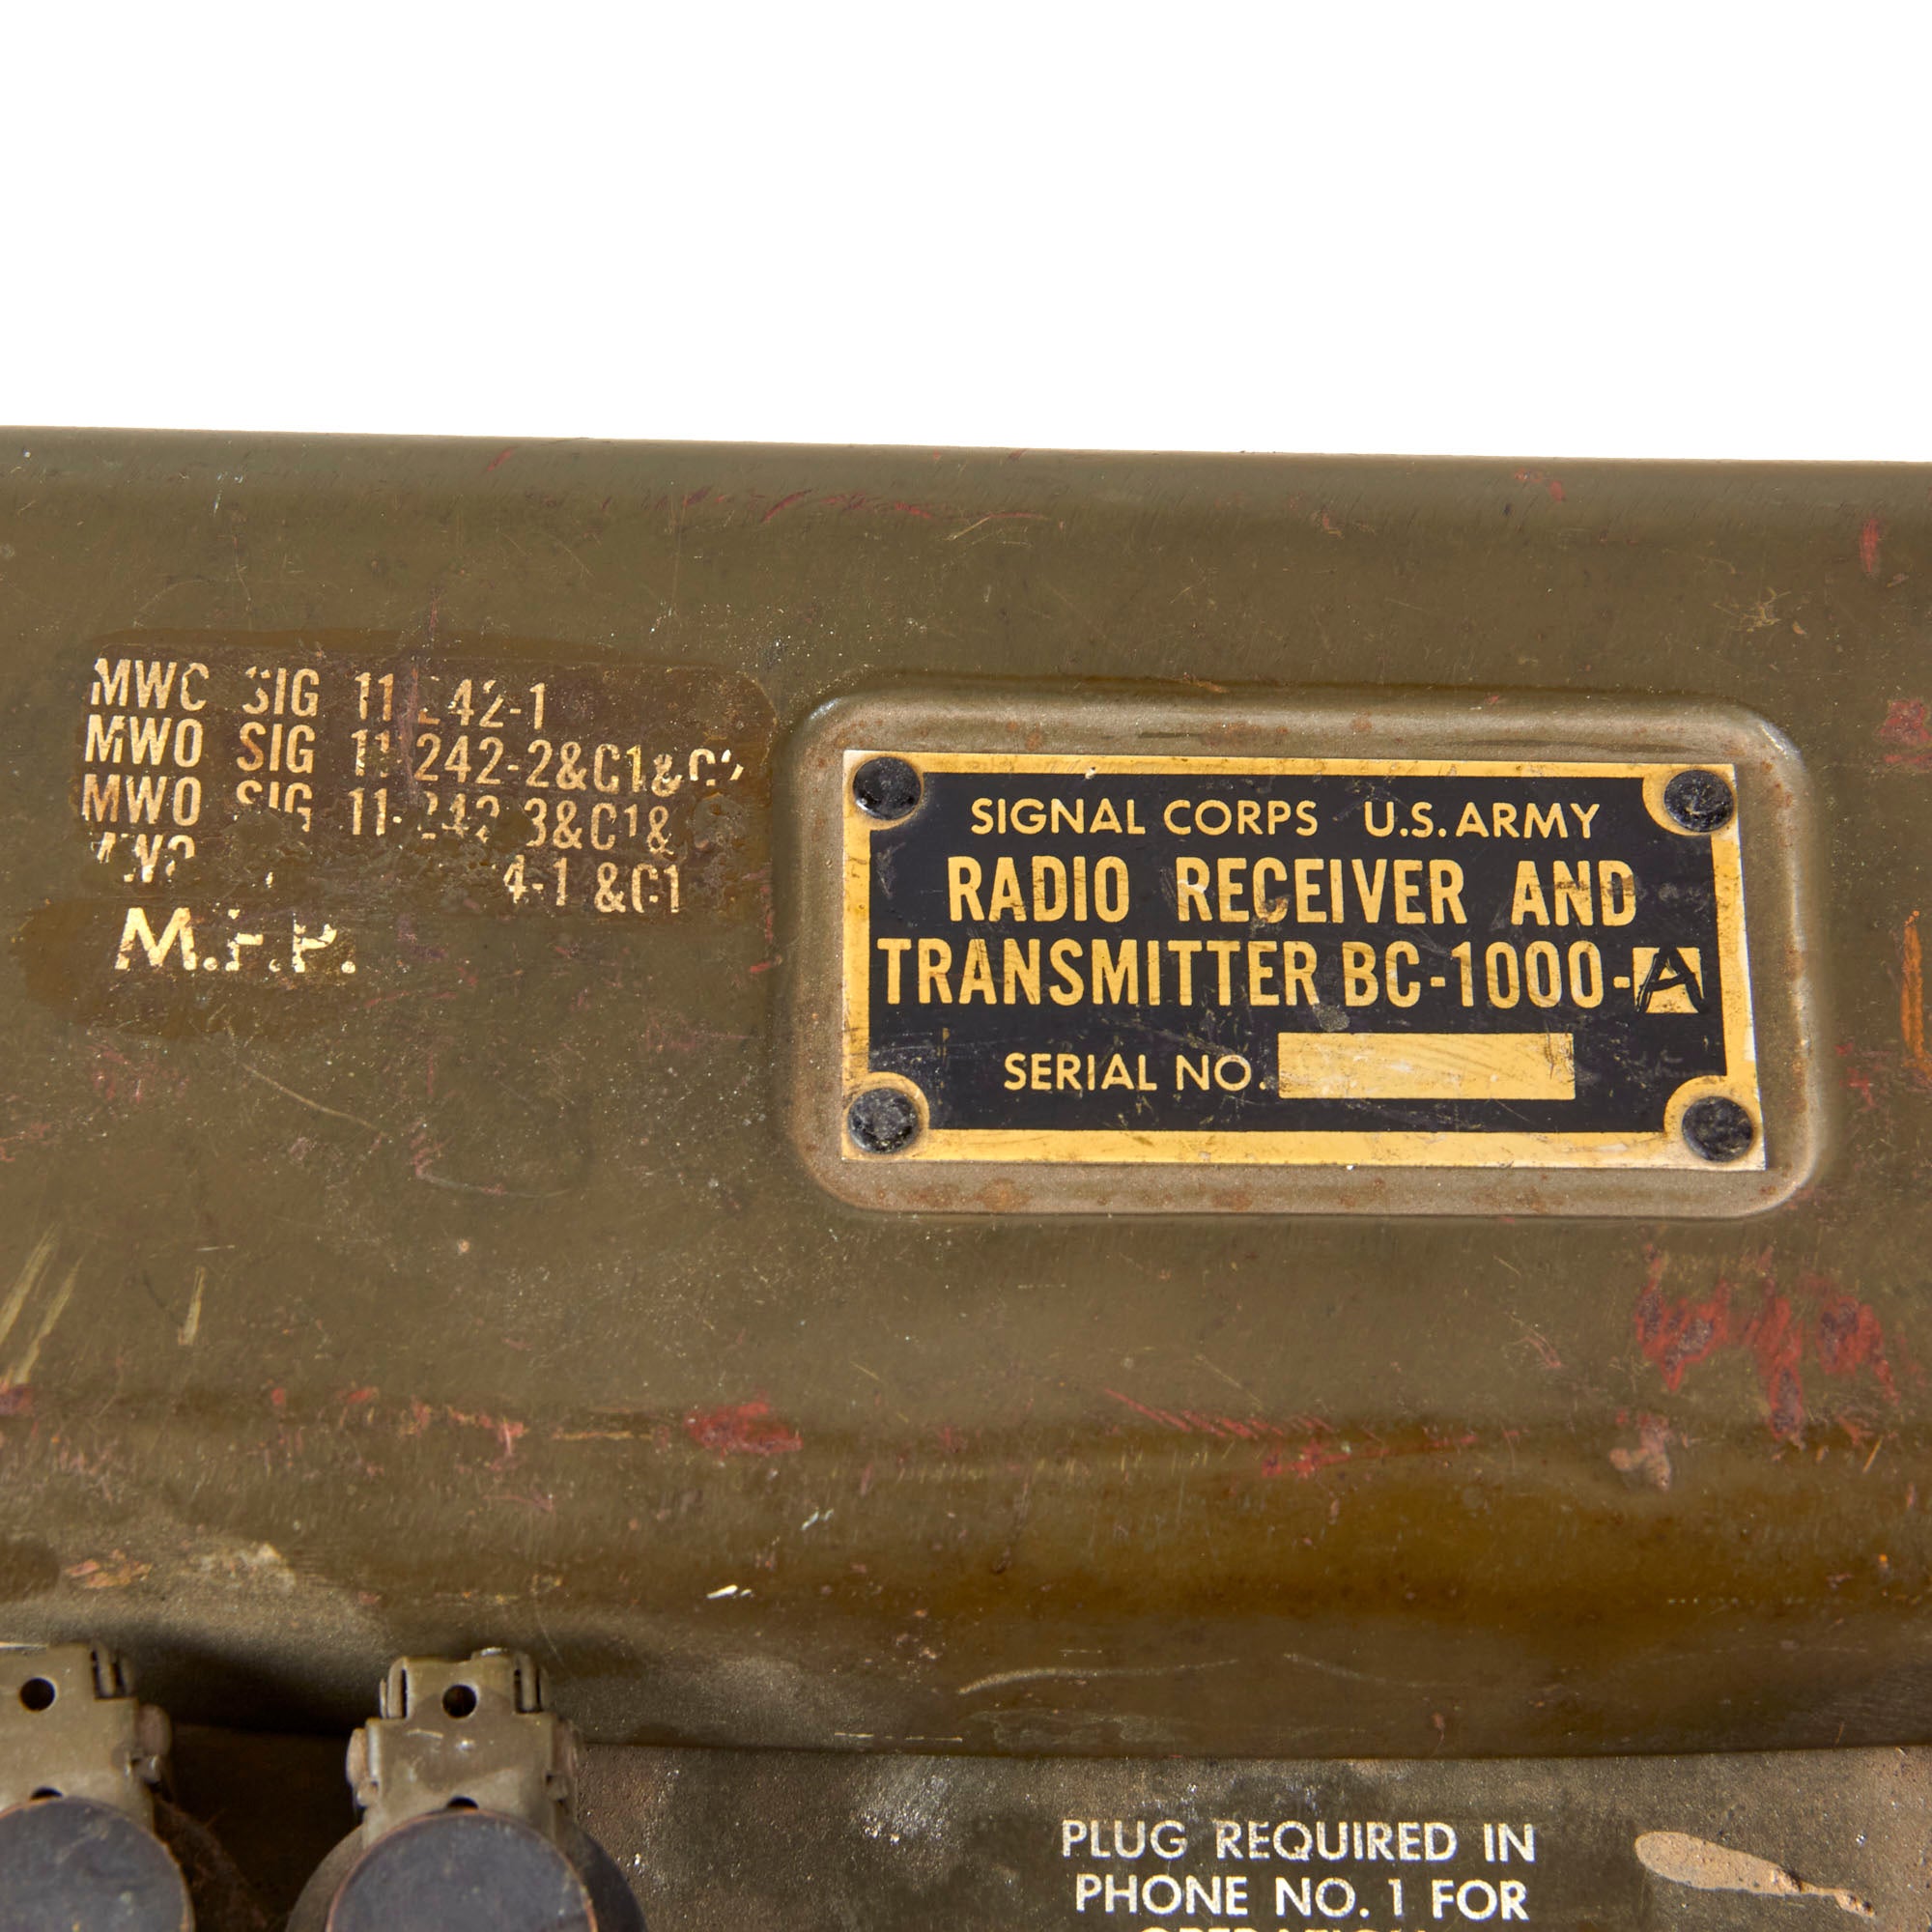 MWC SIG 11 242-1
MWO SIG 11 242-2&C1&C2
MWO SIG 11-242 3&C1&
4-1 &C1
M.F.P.
SIGNAL CORPS U.S. ARMY
RADIO RECEIVER AND
TRANSMITTER BC-1000-A
SERIAL NO.
PLUG REQUIRED IN
PHONE NO. 1 FOR